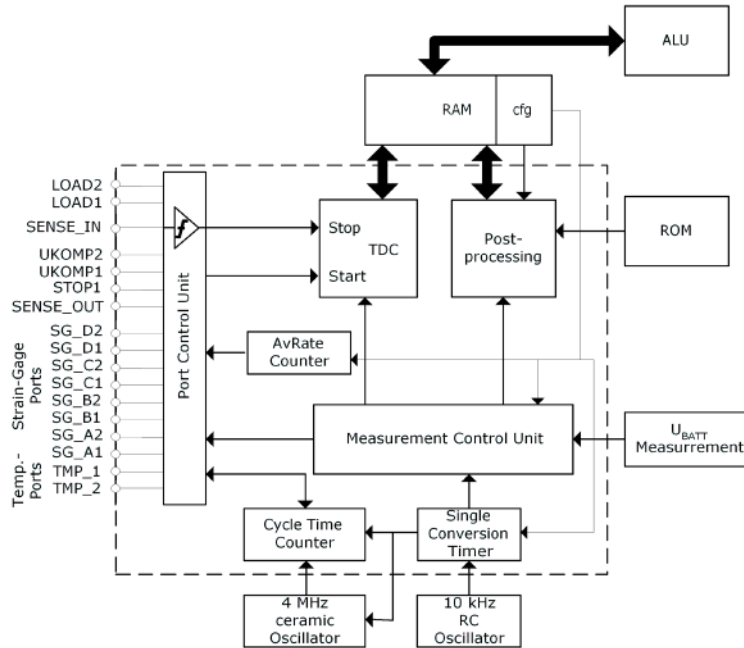 ALU
RAM
cfg
LOAD2
LOAD1
SENSE_IN
UKOMP2
UKOMP1
STOP1
SENSE_OUT
SG_D2
SG_D1
SG_C2
SG_C1
SG_B2
SG_B1
SG_A2
SG_A1
TMP_1
TMP_2
Strain-Gage
Ports
Temp.-
Ports
Port Control Unit
Stop
TDC
Start
Post-
processing
ROM
AvRate
Counter
Measurement Control Unit
UBATT
Measurrement
Cycle Time
Counter
Single
Conversion
Timer
4 MHz
ceramic
Oscillator
10 kHz
RC
Oscillator